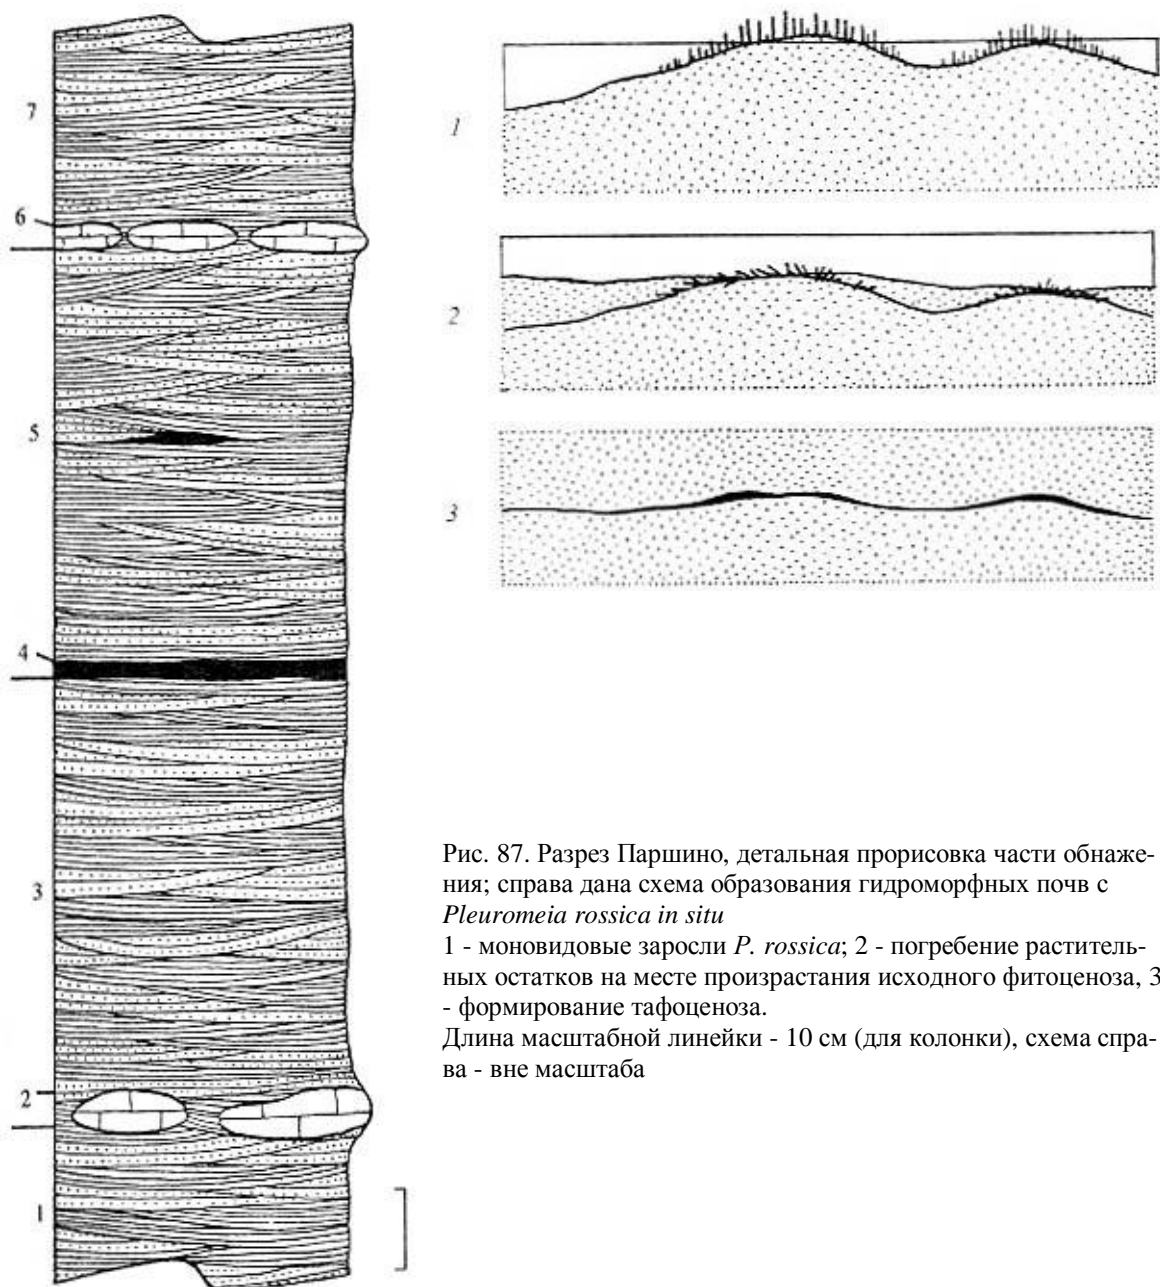 7
6
5
4
3
2
1
1
2
3
Рис. 87. Разрез Паршино, детальная прорисовка части обнаже-
ния; справа дана схема образования гидроморфных почв с
Pleuromeia rossica in situ
1 - моновидовые заросли P. rossica; 2 - погребение раститель-
ных остатков на месте произрастания исходного фитоценоза, 3
- формирование тафоценоза.
Длина масштабной линейки - 10 см (для колонки), схема спра-
ва - вне масштаба